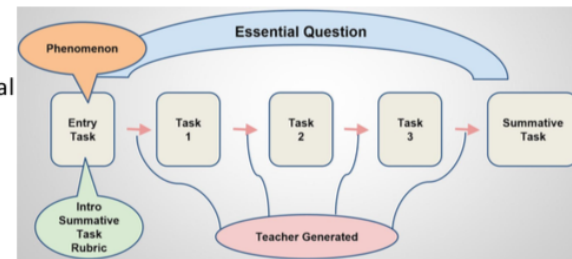 Essential Question
Phenomenon
al
Entry
Task
Task
1
Task
2
Task
3
Summative
Task
Intro
Summative
Task
Rubric
Teacher Generated